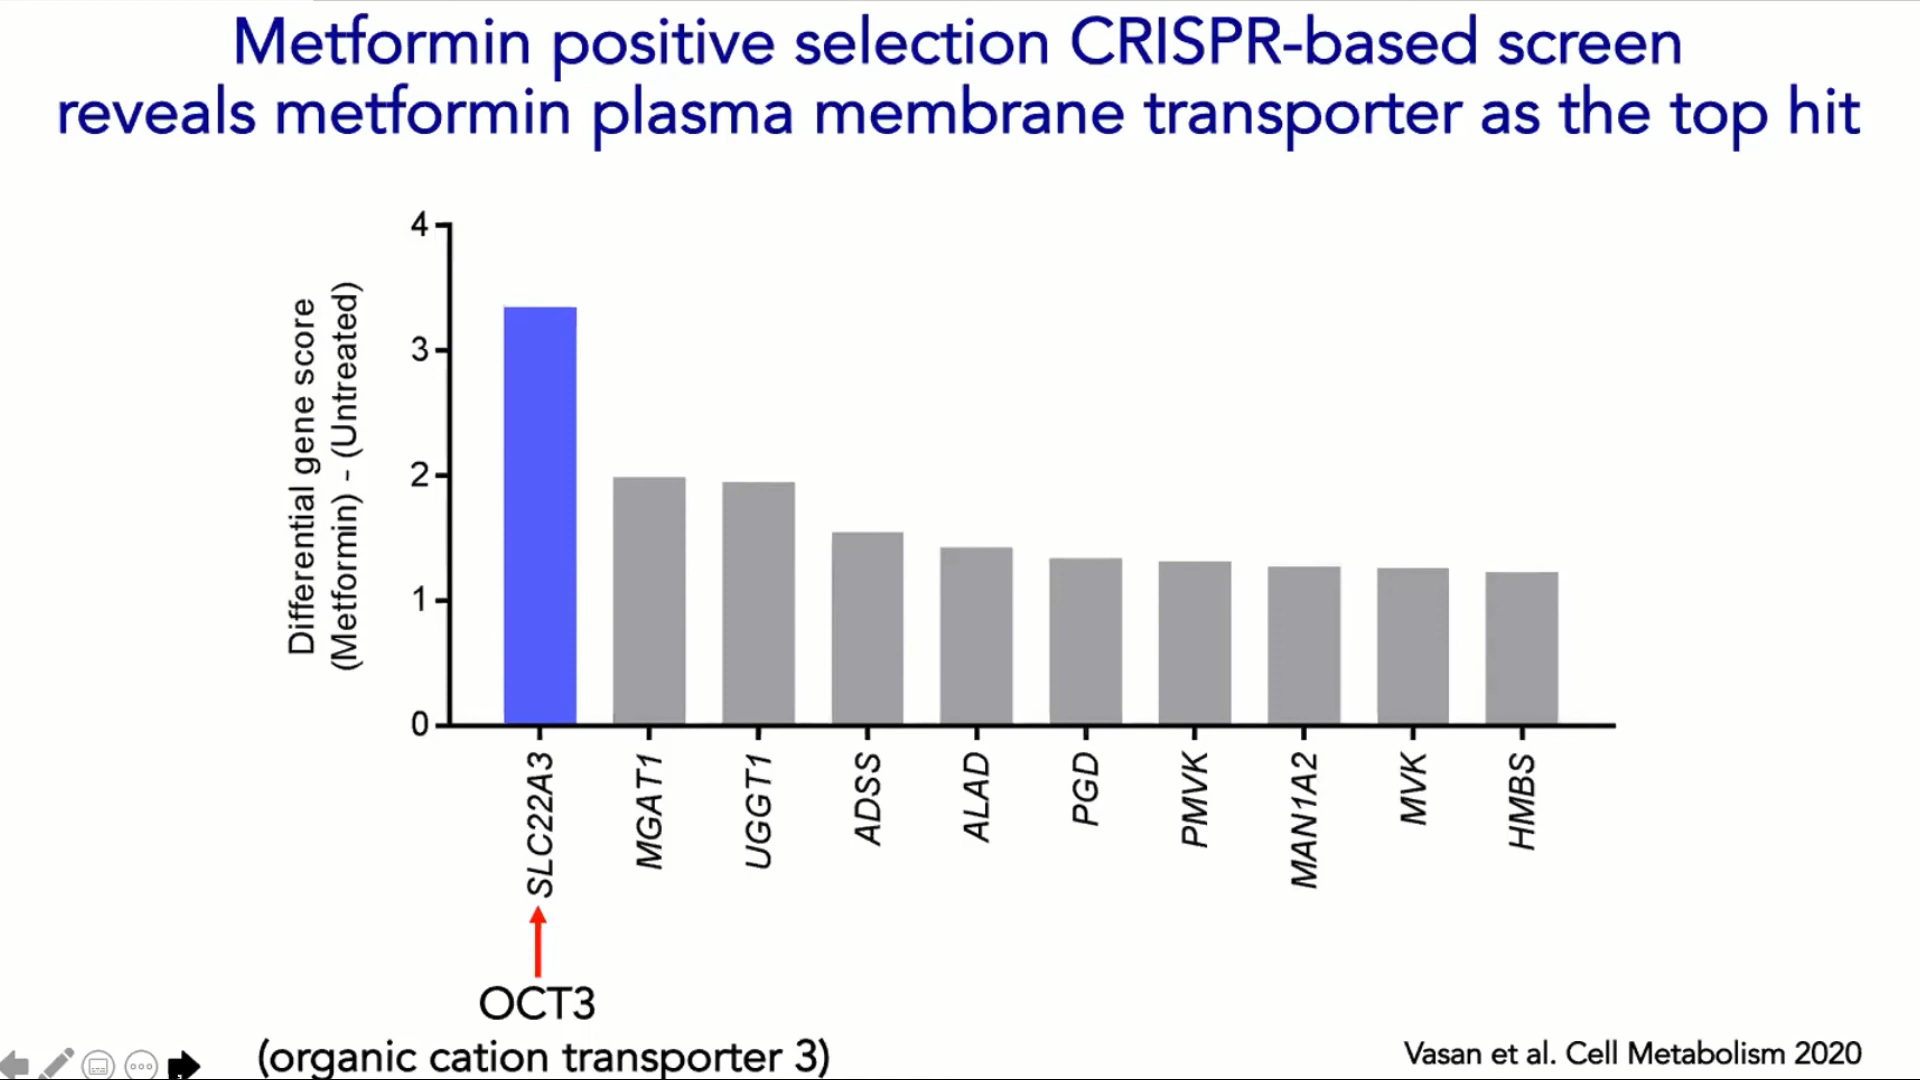 Metformin positive selection CRISPR-based screen
reveals metformin plasma membrane transporter as the top hit
Differential gene score
(Metformin) - (Untreated)
4
3
2
1
0
SLC22A3
MGAT1
UGGT1
ADSS
ALAD
PGD
PMVK
MAN1A2
MVK
HMBS
OCT3
(organic cation transporter 3)
Vasan et al. Cell Metabolism 2020